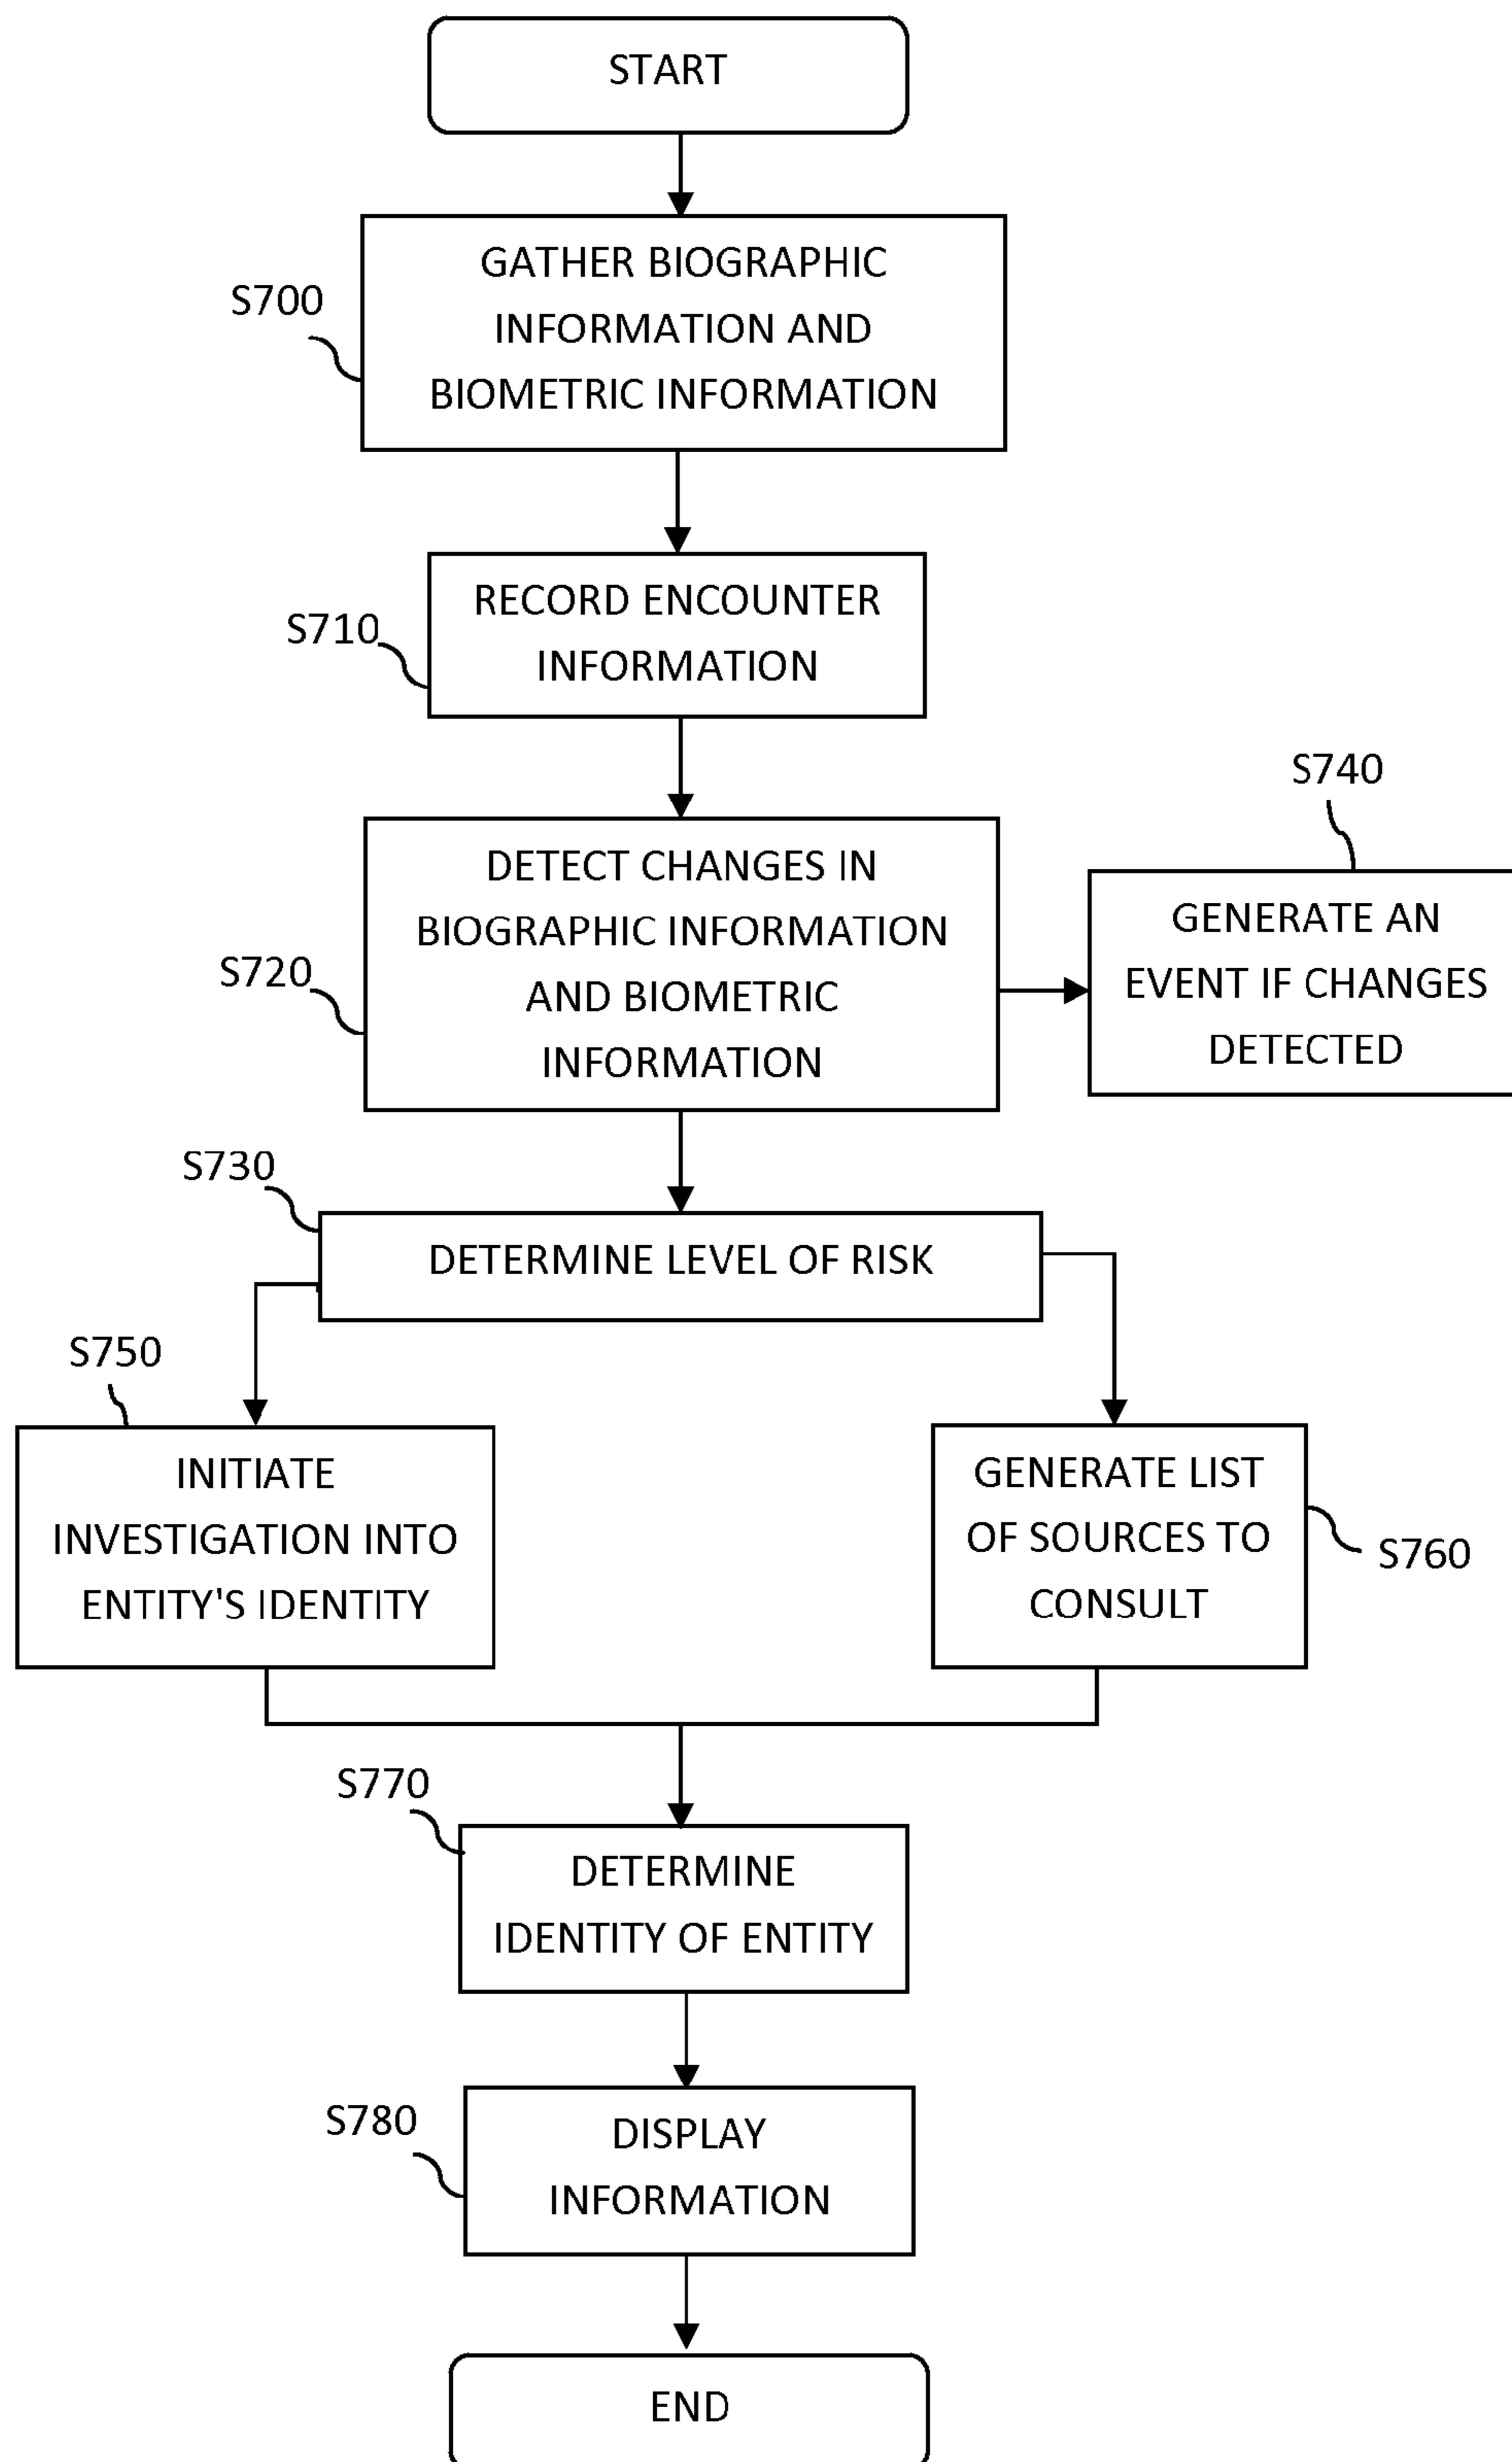 START
GATHER BIOGRAPHIC
INFORMATION AND
BIOMETRIC INFORMATION
S700
RECORD ENCOUNTER
INFORMATION
S710
DETECT CHANGES IN
BIOGRAPHIC INFORMATION
AND BIOMETRIC
INFORMATION
S720
S740
GENERATE AN
EVENT IF CHANGES
DETECTED
S730
DETERMINE LEVEL OF RISK
S750
INITIATE
INVESTIGATION INTO
ENTITY'S IDENTITY
GENERATE LIST
OF SOURCES TO
CONSULT
S760
S770
DETERMINE
IDENTITY OF ENTITY
S780
DISPLAY
INFORMATION
END